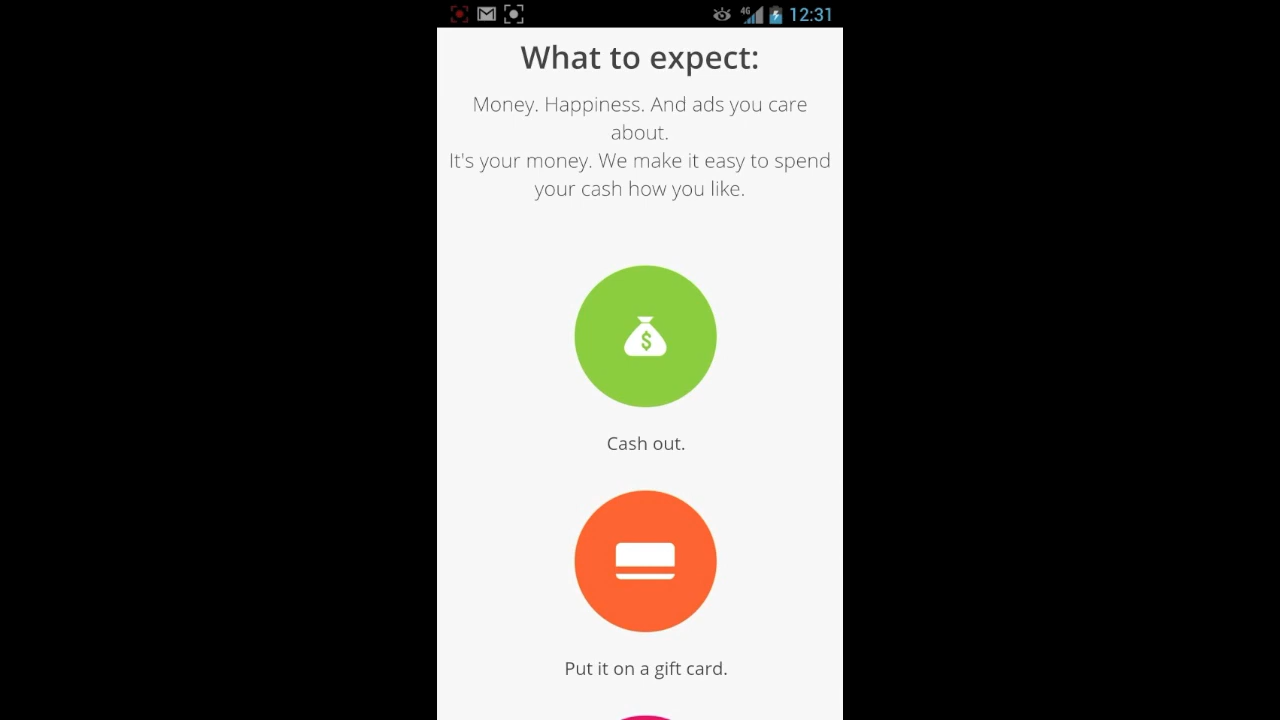 4G 12:31
What to expect:
Money. Happiness. And ads you care
about.
It's your money. We make it easy to spend
your cash how you like.
$
Cash out.
Put it on a gift card.